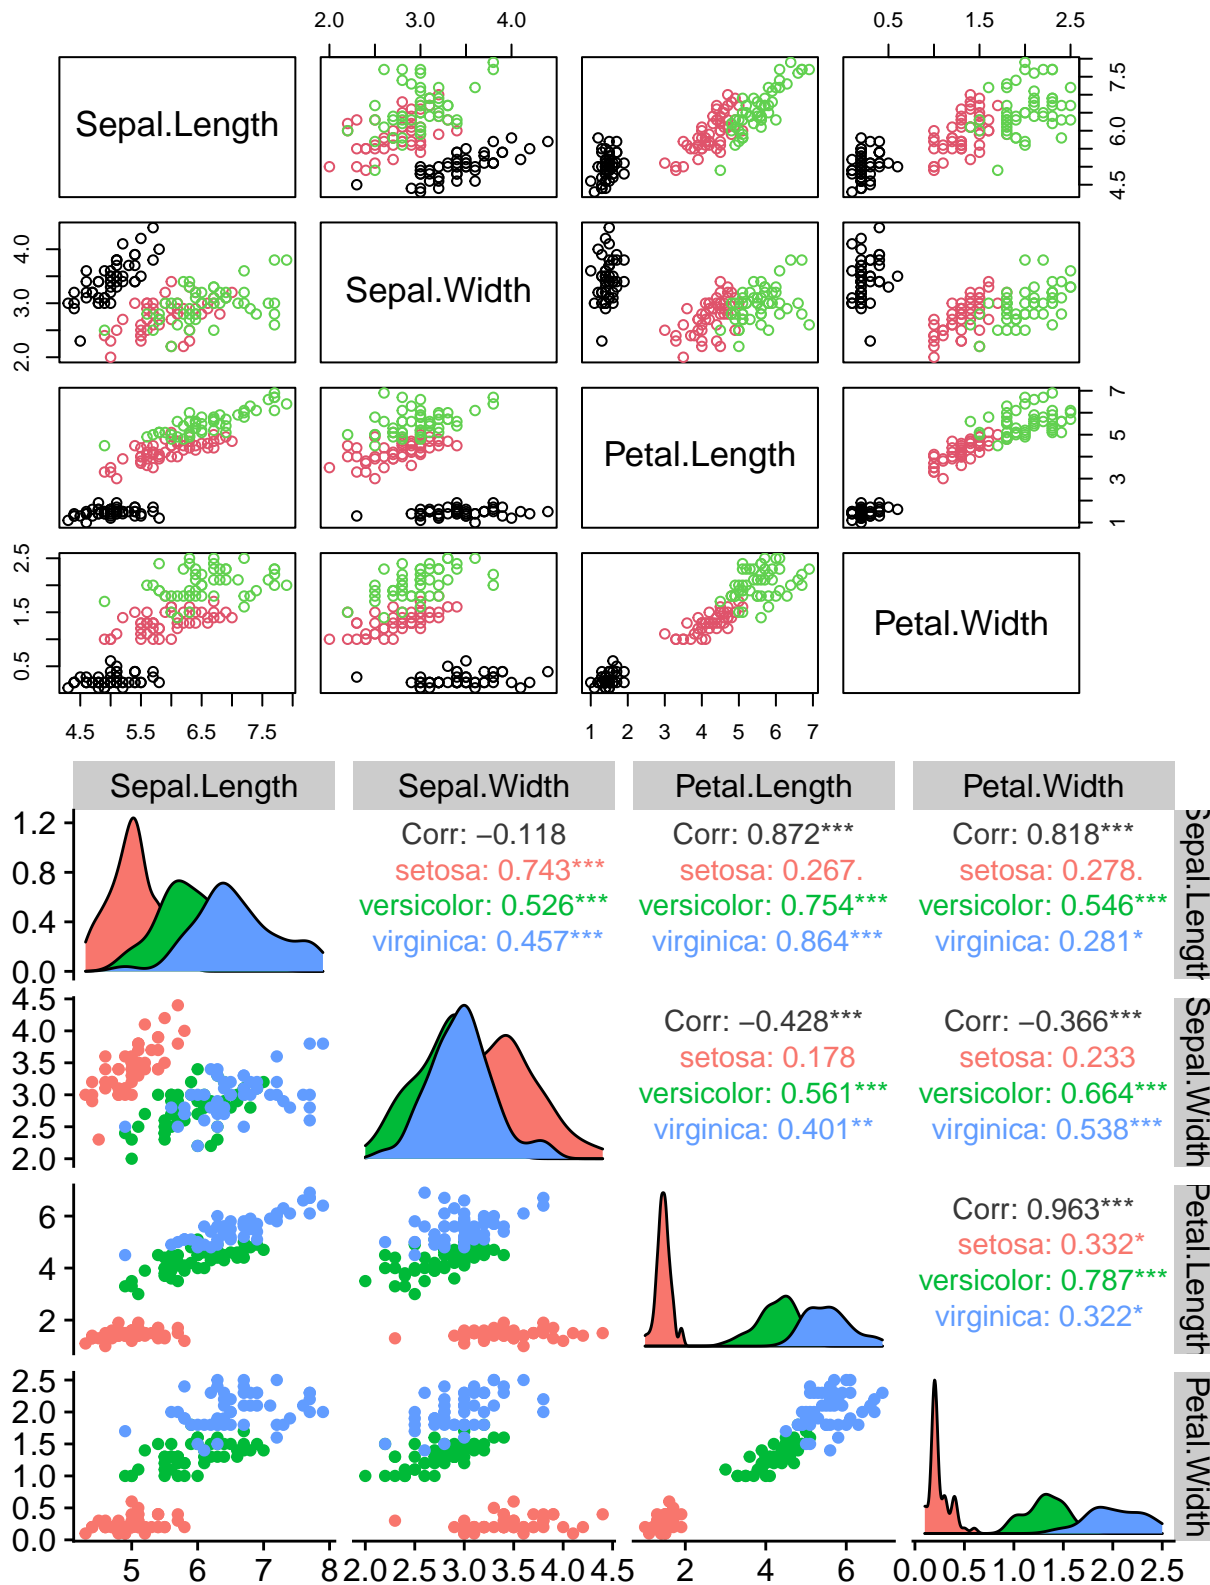 2.0 3.0 4.0
0.5 1.5 2.5
Sepal.Length
4.5 6.0 7.5
2.0 3.0 4.0
Sepal.Width
Petal.Length
1 3 5 7
0.5 1.5 2.5
Petal.Width
4.5 5.5 6.5 7.5
1 2 3 4 5 6 7
Sepal.Length Sepal.Width Petal.Length Petal.Width
1.2
0.8
0.4
0.0
Corr: −0.118
setosa: 0.743***
versicolor: 0.526***
virginica: 0.457***
Corr: 0.872***
setosa: 0.267.
versicolor: 0.754***
virginica: 0.864***
Corr: 0.818***
setosa: 0.278.
versicolor: 0.546***
virginica: 0.281*
Sepal.Length
4.5
4.0
3.5
3.0
2.5
2.0
Corr: −0.428***
setosa: 0.178
versicolor: 0.561***
virginica: 0.401**
Corr: −0.366***
setosa: 0.233
versicolor: 0.664***
virginica: 0.538***
Sepal.Width
6
4
2
Corr: 0.963***
setosa: 0.332*
versicolor: 0.787***
virginica: 0.322*
Petal.Length
2.5
2.0
1.5
1.0
0.5
0.0
Petal.Width
5 6 7 8
2.0 2.5 3.0 3.5 4.0 4.5
2 4 6
0.0 0.5 1.0 1.5 2.0 2.5